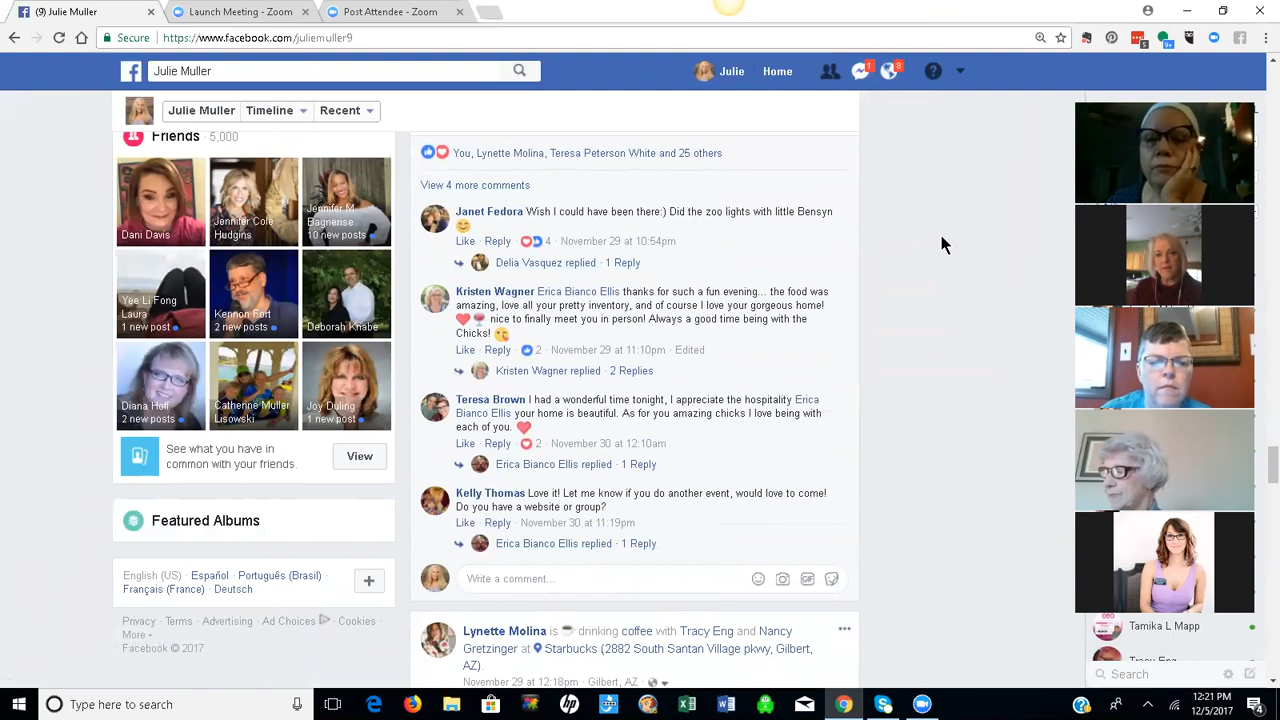 (9) Julie Muller
Launch Meeting - Zoom
Post Attendee - Zoom
Secure
https://www.facebook.com/juliemuller9
5
9+
Julie Muller
Julie
Home
1
8
Julie Muller
Timeline
Recent
Friends · 5,000
Dani Davis
Jennifer Cole
Hudgins
Jennifer M
Bagnerise
10 new posts
Yee Li Fong
Laura
1 new post
Kennon Fort
2 new posts
Deborah Knabe
Diana Hoff
2 new posts
Catherine Muller
Lisowski
Joy Duling
1 new post
See what you have in
common with your friends.
View
Featured Albums
English (US) · Español · Português (Brasil) ·
Français (France) · Deutsch
Privacy · Terms · Advertising · Ad Choices · Cookies ·
More
Facebook © 2017
You, Lynette Molina, Teresa Peterson White and 25 others
View 4 more comments
Janet Fedora Wish I could have been there:) Did the zoo lights with little Bensyn
Like · Reply · 4 · November 29 at 10:54pm
Delia Vasquez replied · 1 Reply
Kristen Wagner Erica Bianco Ellis thanks for such a fun evening... the food was
amazing, love all your pretty inventory, and of course I love your gorgeous home!
nice to finally meet you in person! Always a good time being with the
Chicks!
Like · Reply · 2 · November 29 at 11:10pm · Edited
Kristen Wagner replied · 2 Replies
Teresa Brown I had a wonderful time tonight, I appreciate the hospitality Erica
Bianco Ellis your home is beautiful. As for you amazing chicks I love being with
each of you.
Like · Reply · 2 · November 30 at 12:10am
Erica Bianco Ellis replied · 1 Reply
Kelly Thomas Love it! Let me know if you do another event, would love to come!
Do you have a website or group?
Like · Reply · November 30 at 11:19pm
Erica Bianco Ellis replied · 1 Reply
Write a comment...
GIF
Lynette Molina is drinking coffee with Tracy Eng and Nancy
Gretzinger at Starbucks (2882 South Santan Village pkwy, Gilbert,
AZ).
November 29 at 12:18pm · Gilbert, AZ ·
Tamika L Mapp
Tracy Eng
Search
Type here to search
12:21 PM
12/5/2017
4